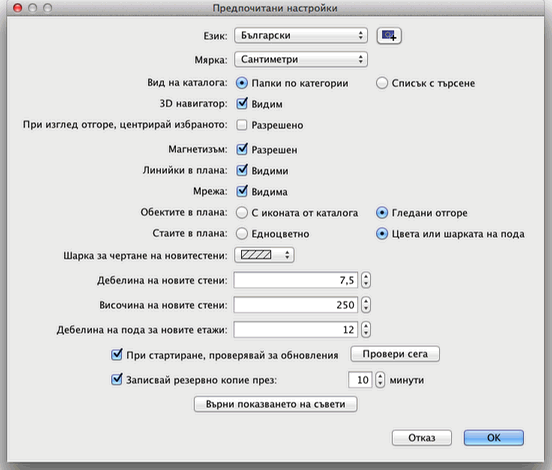 Предпочитани настройки
Език: Български
Мярка: Сантиметри
Вид на каталога: Папки по категории Списък с търсене
3D навигатор: Видим
При изглед отгоре, центрирай избраното: Разрешено
Магнетизъм: Разрешен
Линийки в плана: Видими
Мрежа: Видима
Обектите в плана: С иконата от каталога Гледани отгоре
Стаите в плана: Едноцветно Цвета или шарката на пода
Шарка за чертане на новитестени:
Дебелина на новите стени: 7,5
Височина на новите стени: 250
Дебелина на пода за новите етажи: 12
При стартиране, проверявай за обновления Провери сега
Записвай резервно копие през: 10 минути
Върни показването на съвети
Отказ OK